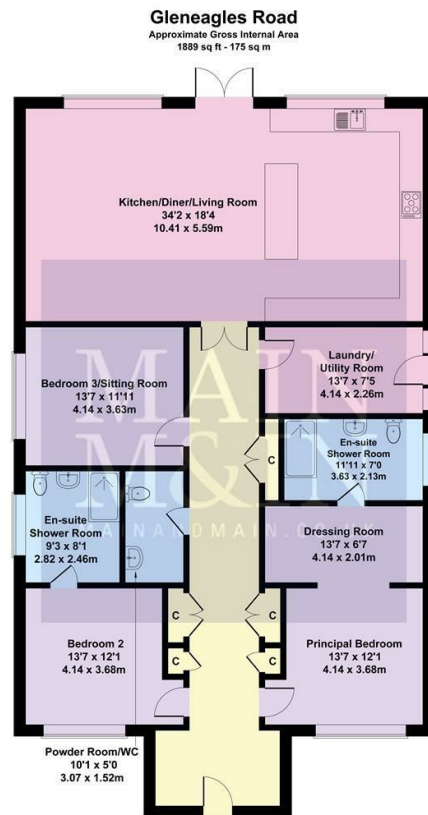 Gleneagles Road
Approximate Gross Internal Area
1889 sq ft - 175 sq m
Kitchen/Diner/Living Room
34'2 x 18'4
10.41 x 5.59m
Bedroom 3/Sitting Room
13'7 x 11'11
4.14 x 3.63m
Laundry/
Utility Room
13'7 x 7'5
4.14 x 2.26m
MAIN
M&IN
MAINANDMAIN.CO.UK
C
En-suite
Shower Room
11'11 x 7'0
3.63 x 2.13m
En-suite
Shower Room
9'3 x 8'1
2.82 x 2.46m
Dressing Room
13'7 x 6'7
4.14 x 2.01m
C
C
C
C
Bedroom 2
13'7 x 12'1
4.14 x 3.68m
Principal Bedroom
13'7 x 12'1
4.14 x 3.68m
Powder Room/WC
10'1 x 5'0
3.07 x 1.52m